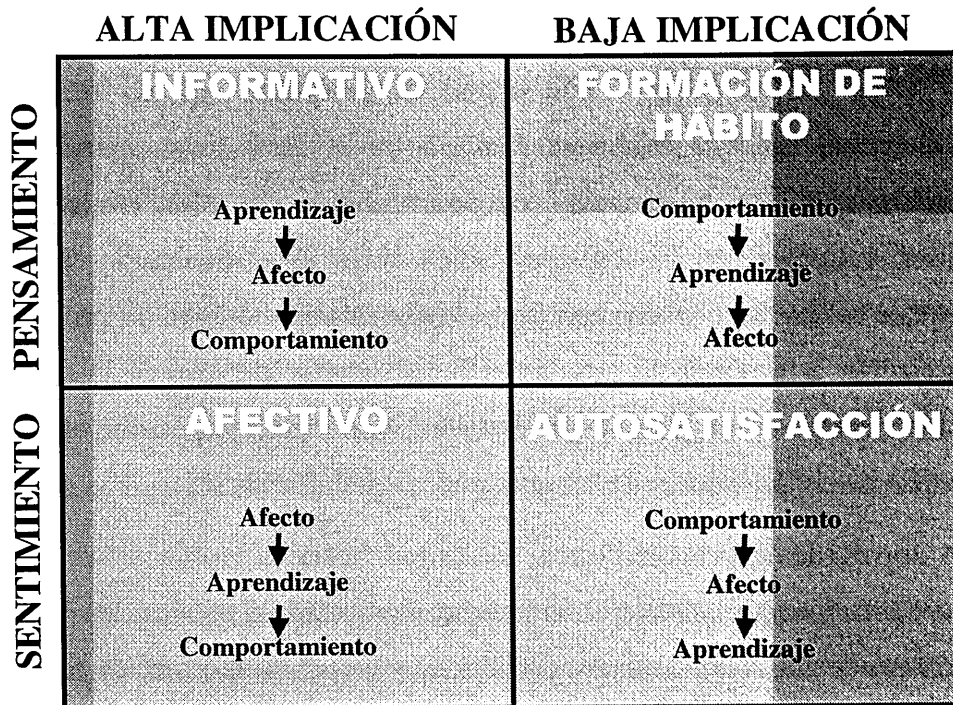 ALTA IMPLICACIÓN
BAJA IMPLICACIÓN
PENSAMIENTO
INFORMATIVO
Aprendizaje
Afecto
Comportamiento
FORMACIÓN DE
HABITO
Comportamiento
Aprendizaje
Afecto
SENTIMIENTO
AFECTIVO
Afecto
Aprendizaje
Comportamiento
AUTOSATISFACCIÓN
Comportamiento
Afecto
Aprendizaje